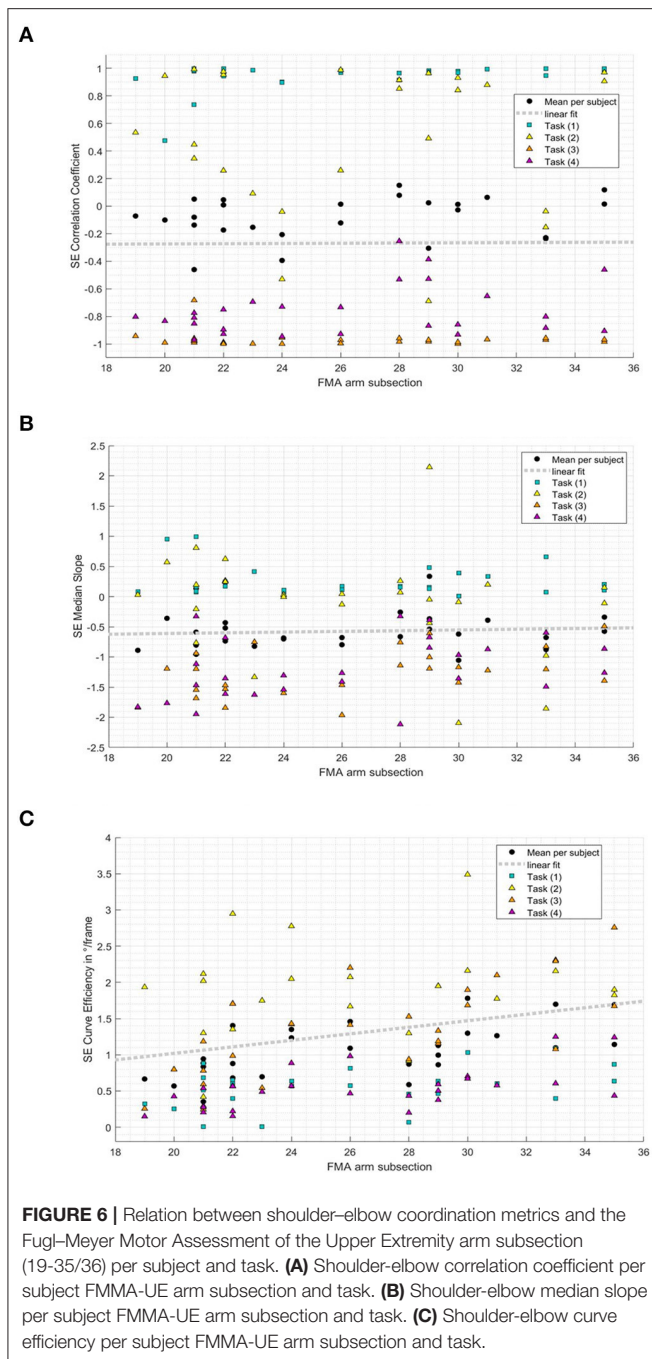 A
1
0.8
0.6
0.4
0.2
0
-0.2
-0.4
-0.6
-0.8
-1
SE Correlation Coefficient
Mean per subject
linear fit
Task (1)
Task (2)
Task (3)
Task (4)
18 20 22 24 26 28 30 32 34 36
FMA arm subsection
B
2.5
2
1.5
1
0.5
0
-0.5
-1
-1.5
-2
-2.5
SE Median Slope
Mean per subject
linear fit
Task (1)
Task (2)
Task (3)
Task (4)
18 20 22 24 26 28 30 32 34 36
FMA arm subsection
C
4
3.5
3
2.5
2
1.5
1
0.5
0
SE Curve Efficiency in °/frame
Mean per subject
linear fit
Task (1)
Task (2)
Task (3)
Task (4)
18 20 22 24 26 28 30 32 34 36
FMA arm subsection
FIGURE 6 | Relation between shoulder–elbow coordination metrics and the
Fugl–Meyer Motor Assessment of the Upper Extremity arm subsection
(19-35/36) per subject and task. (A) Shoulder-elbow correlation coefficient per
subject FMMA-UE arm subsection and task. (B) Shoulder-elbow median slope
per subject FMMA-UE arm subsection and task. (C) Shoulder-elbow curve
efficiency per subject FMMA-UE arm subsection and task.